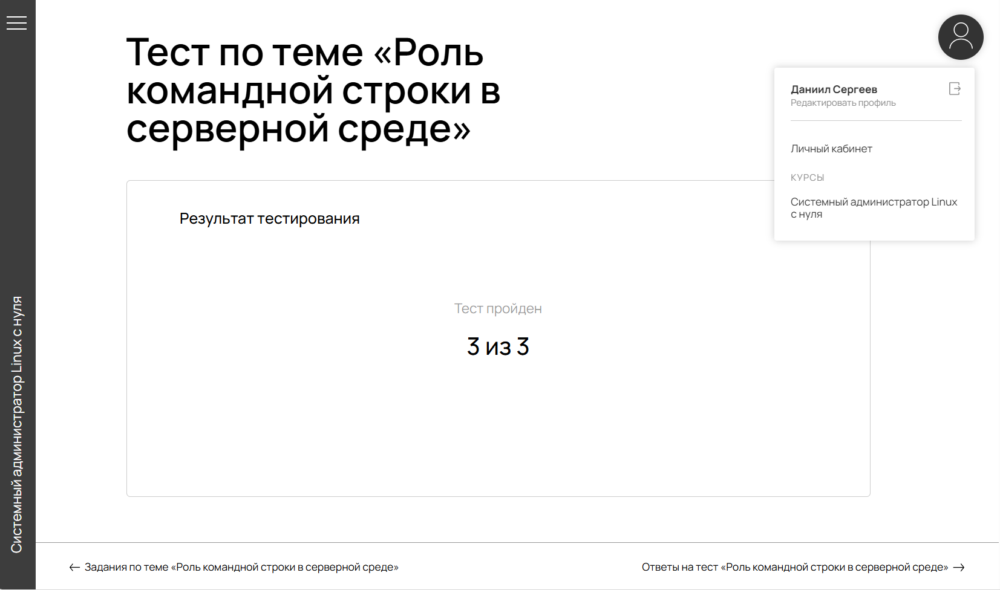 Тест по теме «Роль
командной строки в
серверной среде»
Даниил Сергеев
Редактировать профиль
Личный кабинет
КУРСЫ
Системный администратор Linux
с нуля
Результат тестирования
Тест пройден
3 из 3
Системный администратор Linux с нуля
← Задания по теме «Роль командной строки в серверной среде»
Ответы на тест «Роль командной строки в серверной среде» →